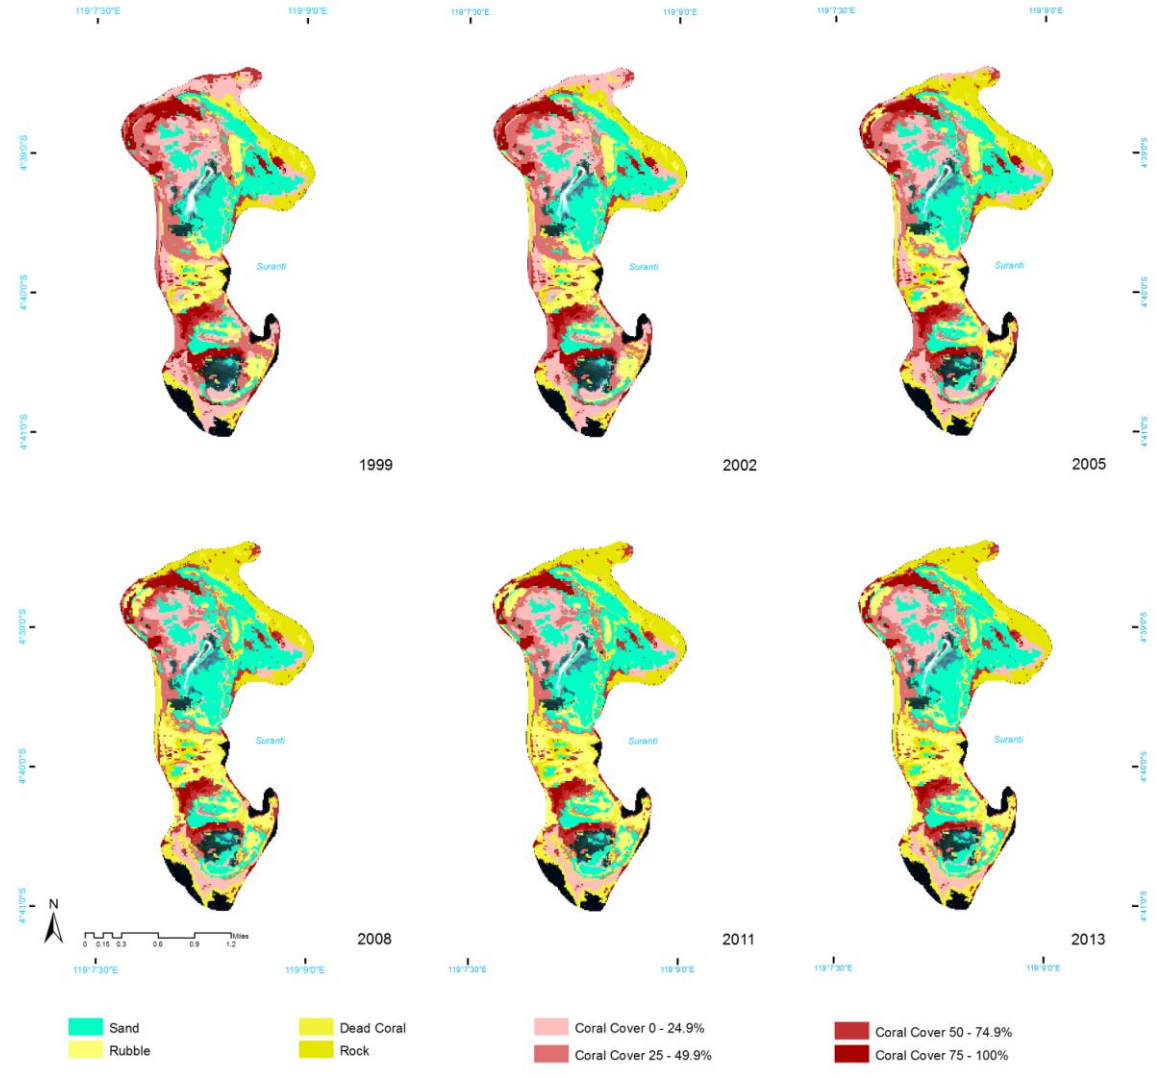 119°7'30"E 119°9'0"E 119°7'30"E 119°9'0"E 119°7'30"E 119°9'0"E
4°39'0"S 4°39'0"S
Suranti Suranti Suranti
4°40'0"S 4°40'0"S
4°41'0"S 4°41'0"S
1999 2002 2005
4°39'0"S 4°39'0"S
Suranti Suranti Suranti
4°40'0"S 4°40'0"S
4°41'0"S 4°41'0"S
N
Miles
0 0.15 0.3 0.6 0.9 1.2
2008 2011 2013
119°7'30"E 119°9'0"E 119°7'30"E 119°9'0"E 119°7'30"E 119°9'0"E
Sand Dead Coral Coral Cover 0 - 24.9% Coral Cover 50 - 74.9%
Rubble Rock Coral Cover 25 - 49.9% Coral Cover 75 - 100%